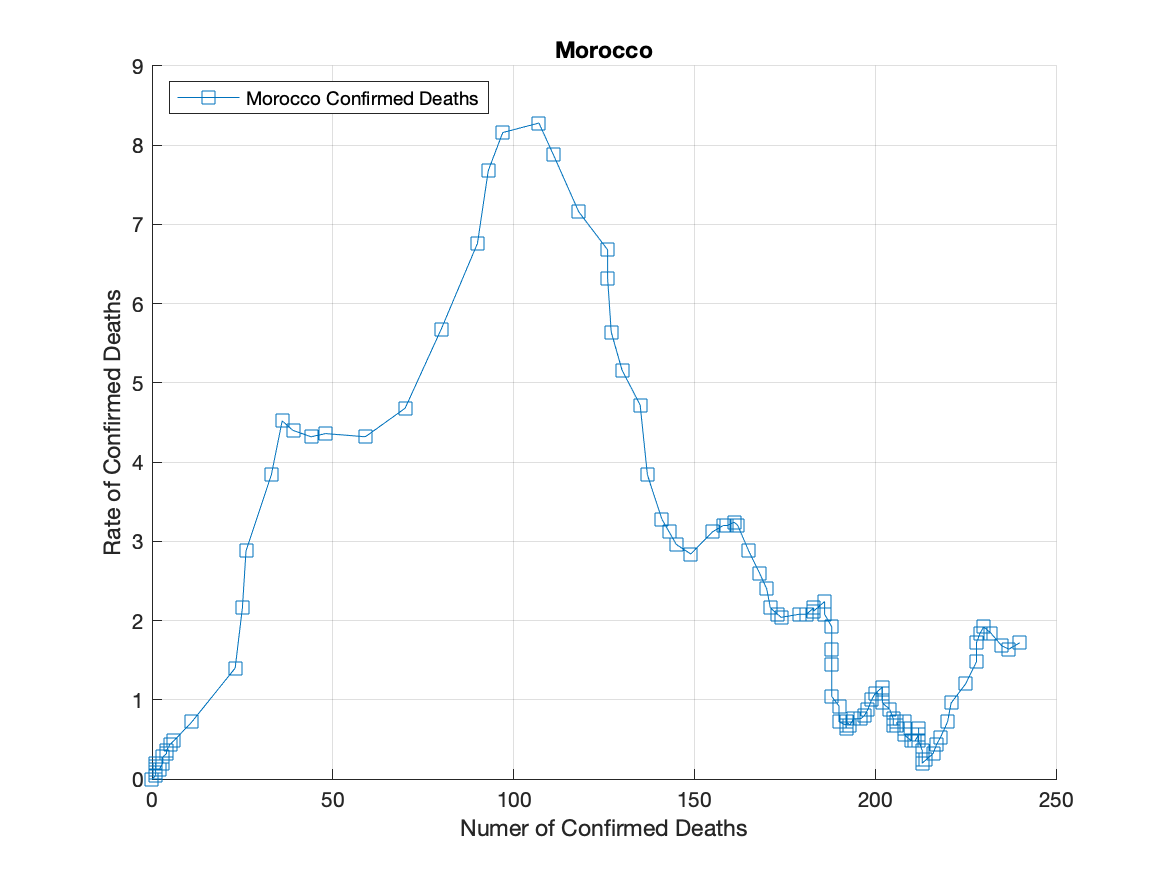 Morocco
Morocco Confirmed Deaths
9
8
7
6
5
4
3
2
1
0
Rate of Confirmed Deaths
0 50 100 150 200 250
Numer of Confirmed Deaths